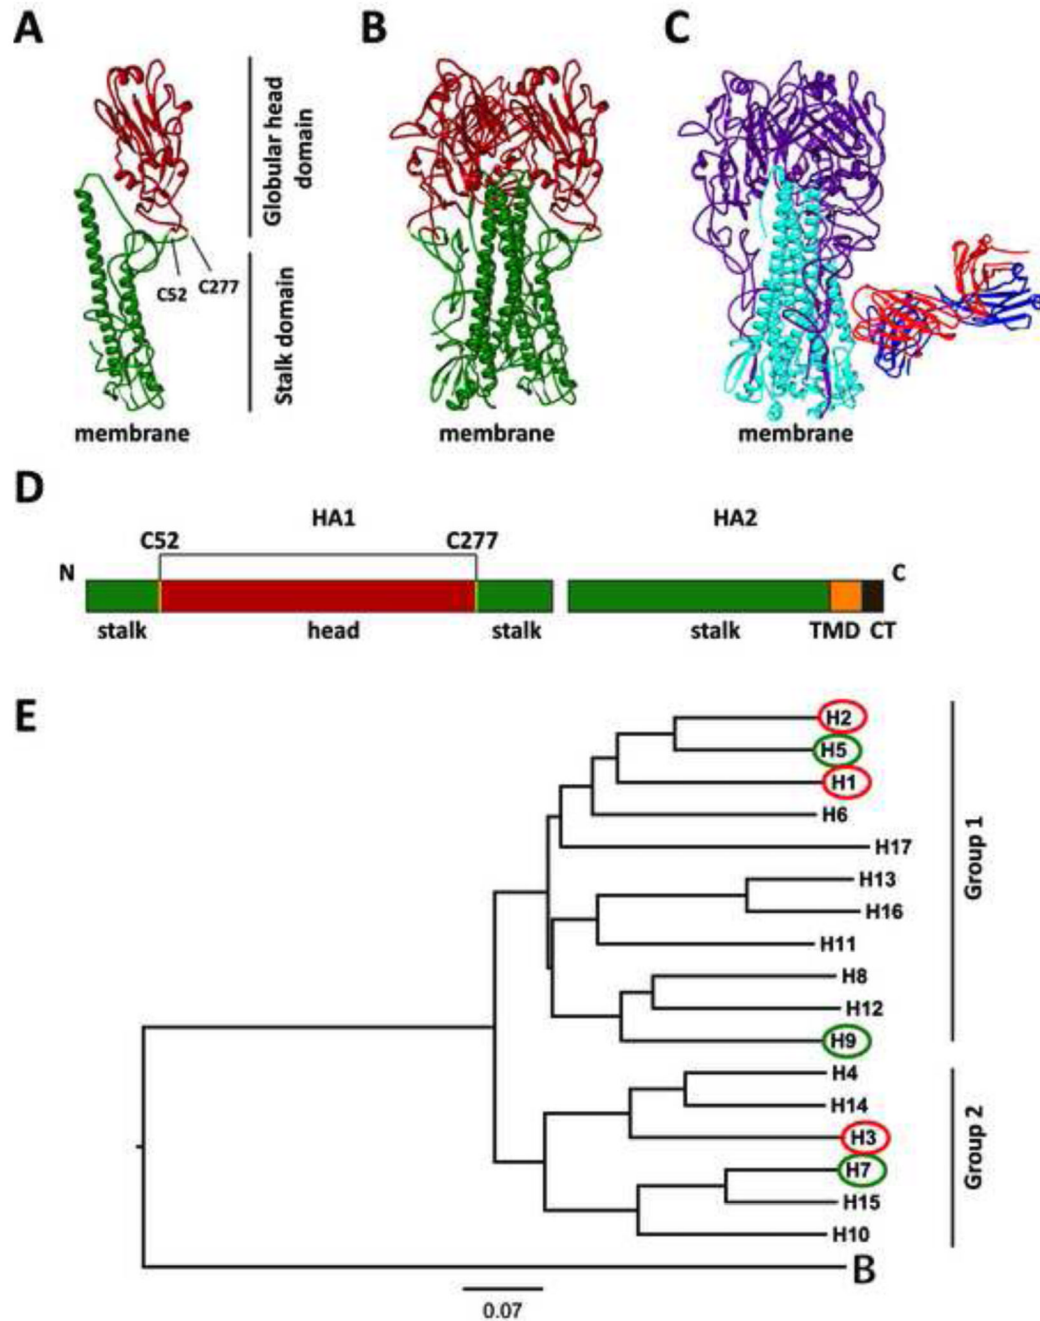 A
B
C
Globular head
domain
Stalk domain
C52
C277
membrane
membrane
membrane
D
HA1
HA2
C52
C277
N
C
stalk
head
stalk
stalk
TMD
CT
E
H2
H5
H1
H6
H17
H13
H16
H11
H8
H12
H9
H4
H14
H3
H7
H15
H10
B
Group 1
Group 2
0.07